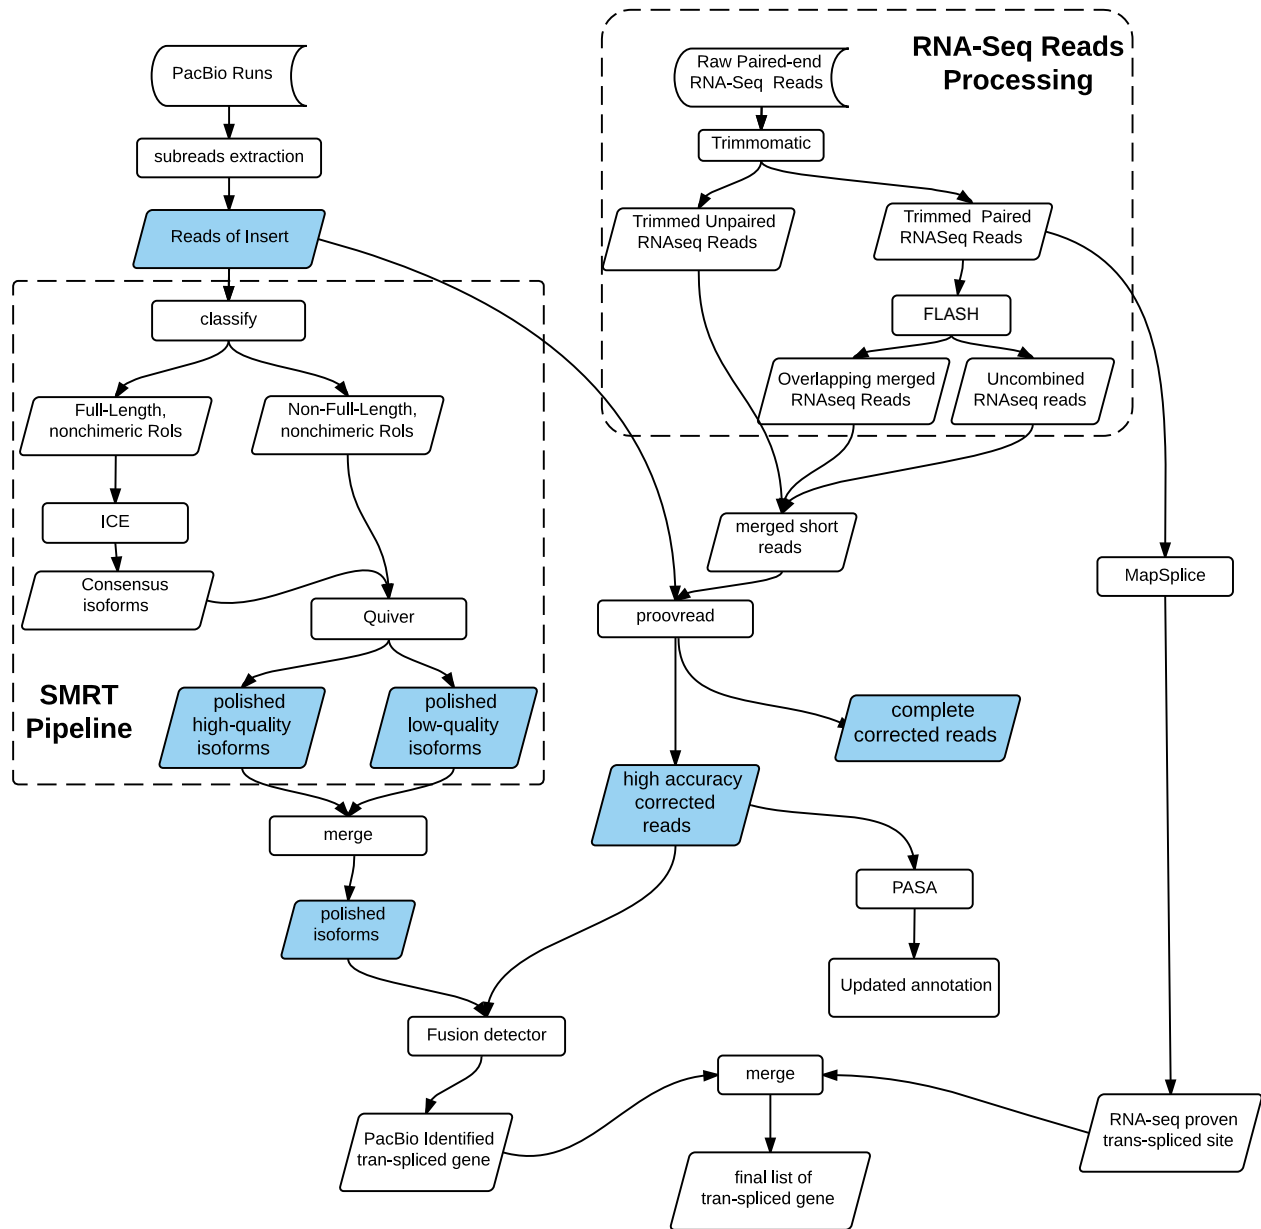 PacBio Runs
subreads extraction
Reads of Insert
classify
Full-Length,
nonchimeric RoIs
Non-Full-Length,
nonchimeric RoIs
ICE
Consensus
isoforms
Quiver
SMRT
Pipeline
polished
high-quality
isoforms
polished
low-quality
isoforms
merge
polished
isoforms
RNA-Seq Reads
Processing
Raw Paired-end
RNA-Seq Reads
Trimmomatic
Trimmed Unpaired
RNAseq Reads
Trimmed Paired
RNASeq Reads
FLASH
Overlapping merged
RNAseq Reads
Uncombined
RNAseq reads
merged short
reads
MapSplice
proovread
complete
corrected reads
high accuracy
corrected
reads
PASA
Updated annotation
Fusion detector
merge
PacBio Identified
tran-spliced gene
final list of
tran-spliced gene
RNA-seq proven
trans-spliced site